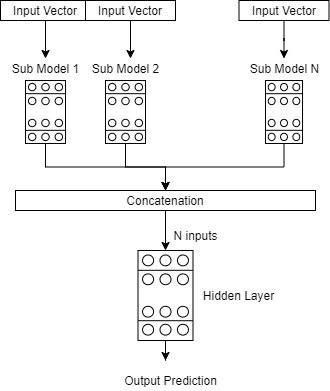 Input Vector
Input Vector
Input Vector
Sub Model 1
Sub Model 2
Sub Model N
Concatenation
N inputs
Hidden Layer
Output Prediction